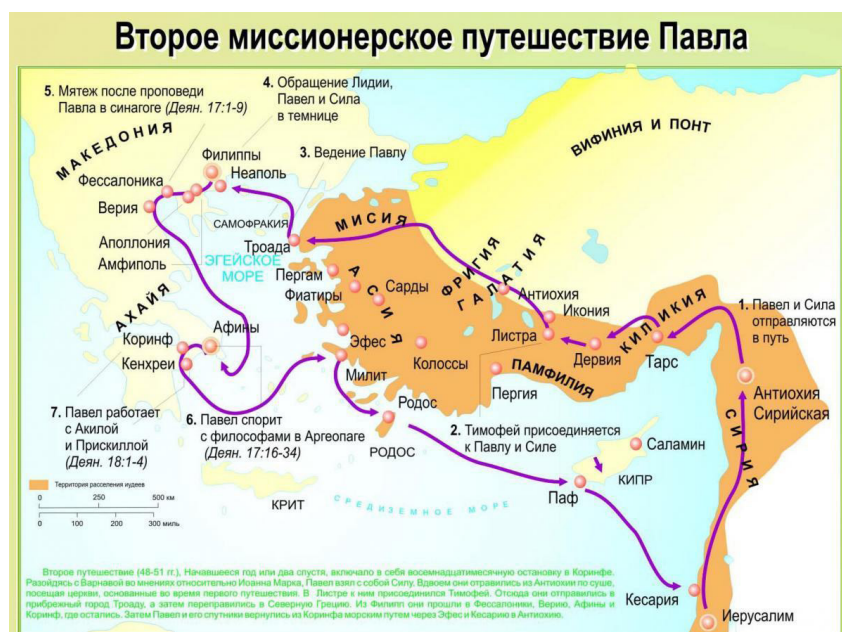 Второе миссионерское путешествие Павла
5. Мятеж после проповеди
Павла в синагоге (Деян. 17:1-9)
4. Обращение Лидии,
Павел и Сила
в темнице
3. Ведение Павлу
МАКЕДОНИЯ
ВИФИНИЯ И ПОНТ
Филиппы
Неаполь
Фессалоника
Верия
САМОФРАКИЯ
Аполлония
Амфиполь
ЭГЕЙСКОЕ
МОРЕ
Троада
МИСИЯ
ФРИГИЯ
ГАЛАТИЯ
Пергам
Фиатиры
Сарды
АСИЯ
Антиохия
Икония
КИЛИКИЯ
1. Павел и Сила
отправляются
в путь
АХАЙЯ
Афины
Коринф
Кенхреи
Эфес
Колоссы
Листра
Дервия
Тарс
Милит
ПАМФИЛИЯ
Пергия
Антиохия
Сирийская
7. Павел работает
с Акилой
и Прискиллой
(Деян. 18:1-4)
6. Павел спорит
с философами в Аргеопаге
(Деян. 17:16-34)
Родос
РОДОС
2. Тимофей присоединяется
к Павлу и Силе
Саламин
КИПР
Паф
СИРИЯ
Территория расселения иудеев
0 250 500 км
0 100 200 300 миль
КРИТ
СРЕДИЗЕМНОЕ МОРЕ
Кесария
Иерусалим
Второе путешествие (48-51 гг.), Начавшееся год или два спустя, включало в себя восемнадцатимесячную остановку в Коринфе.
Разойдясь с Варнавой во мнениях относительно Иоанна Марка, Павел взял с собой Силу. Вдвоем они отравились из Антиохии по суше,
посещая церкви, основанные во время первого путешествия. В Листре к ним присоединился Тимофей. Отсюда они отправились в
прибрежный город Троаду, а затем переправились в Северную Грецию. Из Филипп они прошли в Фессалоники, Верию, Афины и
Коринф, где остались. Затем Павел и его спутники вернулись из Коринфа морским путем через Эфес и Кесарию в Антиохию.